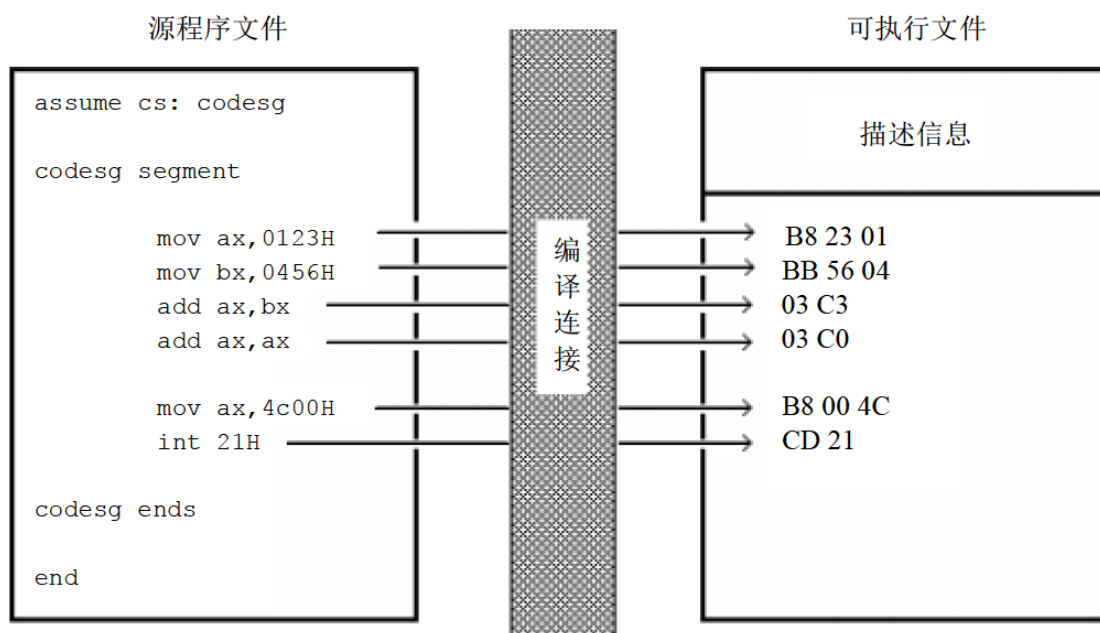 源程序文件
assume cs: codesg
codesg segment
mov ax,0123H
mov bx,0456H
add ax,bx
add ax,ax
mov ax,4c00H
int 21H
codesg ends
end
编译连接
可执行文件
描述信息
B8 23 01
BB 56 04
03 C3
03 C0
B8 00 4C
CD 21